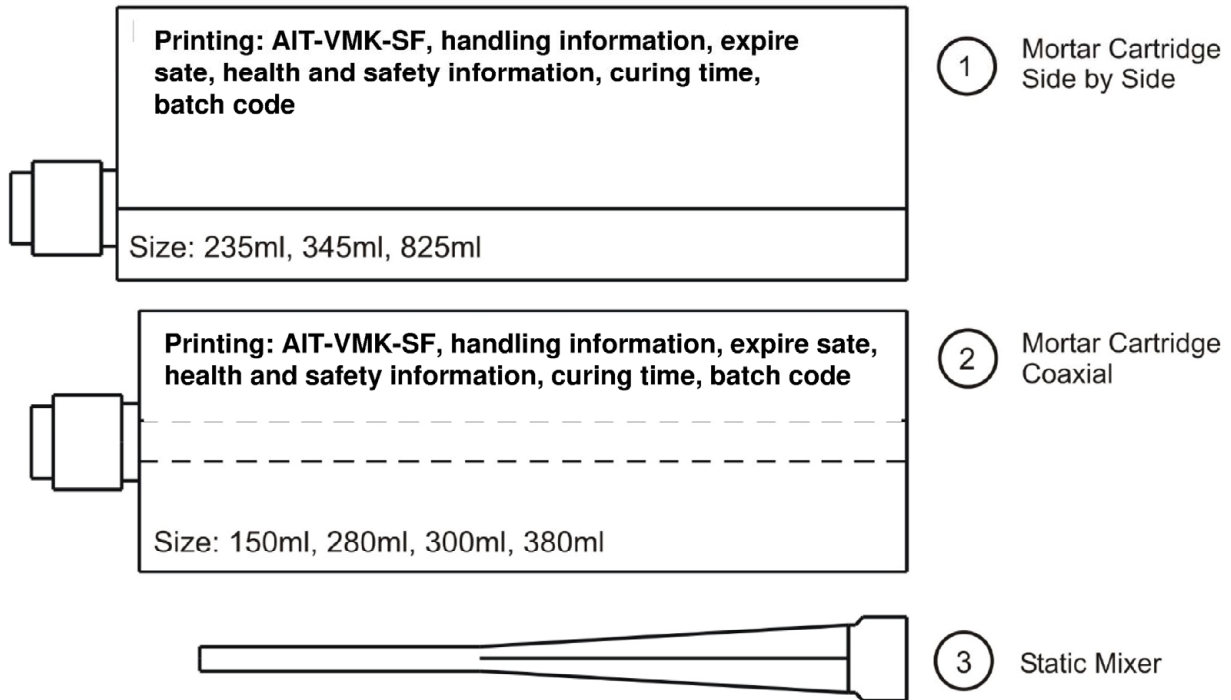 Printing: AIT-VMK-SF, handling information, expire
sate, health and safety information, curing time,
batch code
Size: 235ml, 345ml, 825ml
1
Mortar Cartridge
Side by Side
Printing: AIT-VMK-SF, handling information, expire sate,
health and safety information, curing time, batch code
Size: 150ml, 280ml, 300ml, 380ml
2
Mortar Cartridge
Coaxial
3
Static Mixer